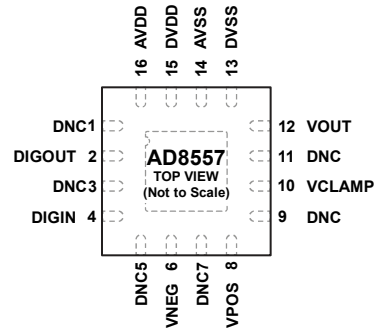 16 AVDD
15 DVDD
14 AVSS
13 DVSS
DNC1
DIGOUT 2
DNC3
DIGIN 4
AD8557
TOP VIEW
(Not to Scale)
12 VOUT
11 DNC
10 VCLAMP
9 DNC
DNC5
VNEG 6
DNC7
VPOS 8